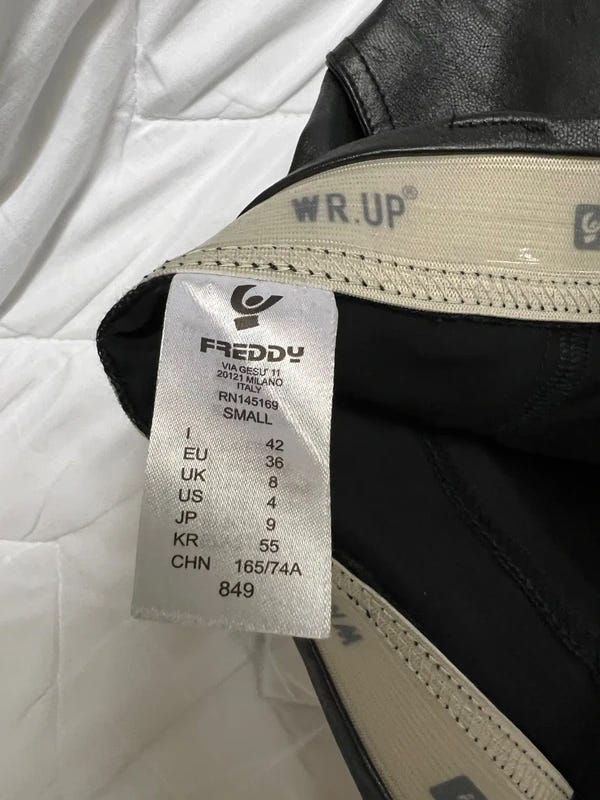 WR.UP®
FREDDY
VIA GESU' 11
20121 MILANO
ITALY
RN145169
SMALL
I 42
EU 36
UK 8
US 4
JP 9
KR 55
CHN 165/74A
849